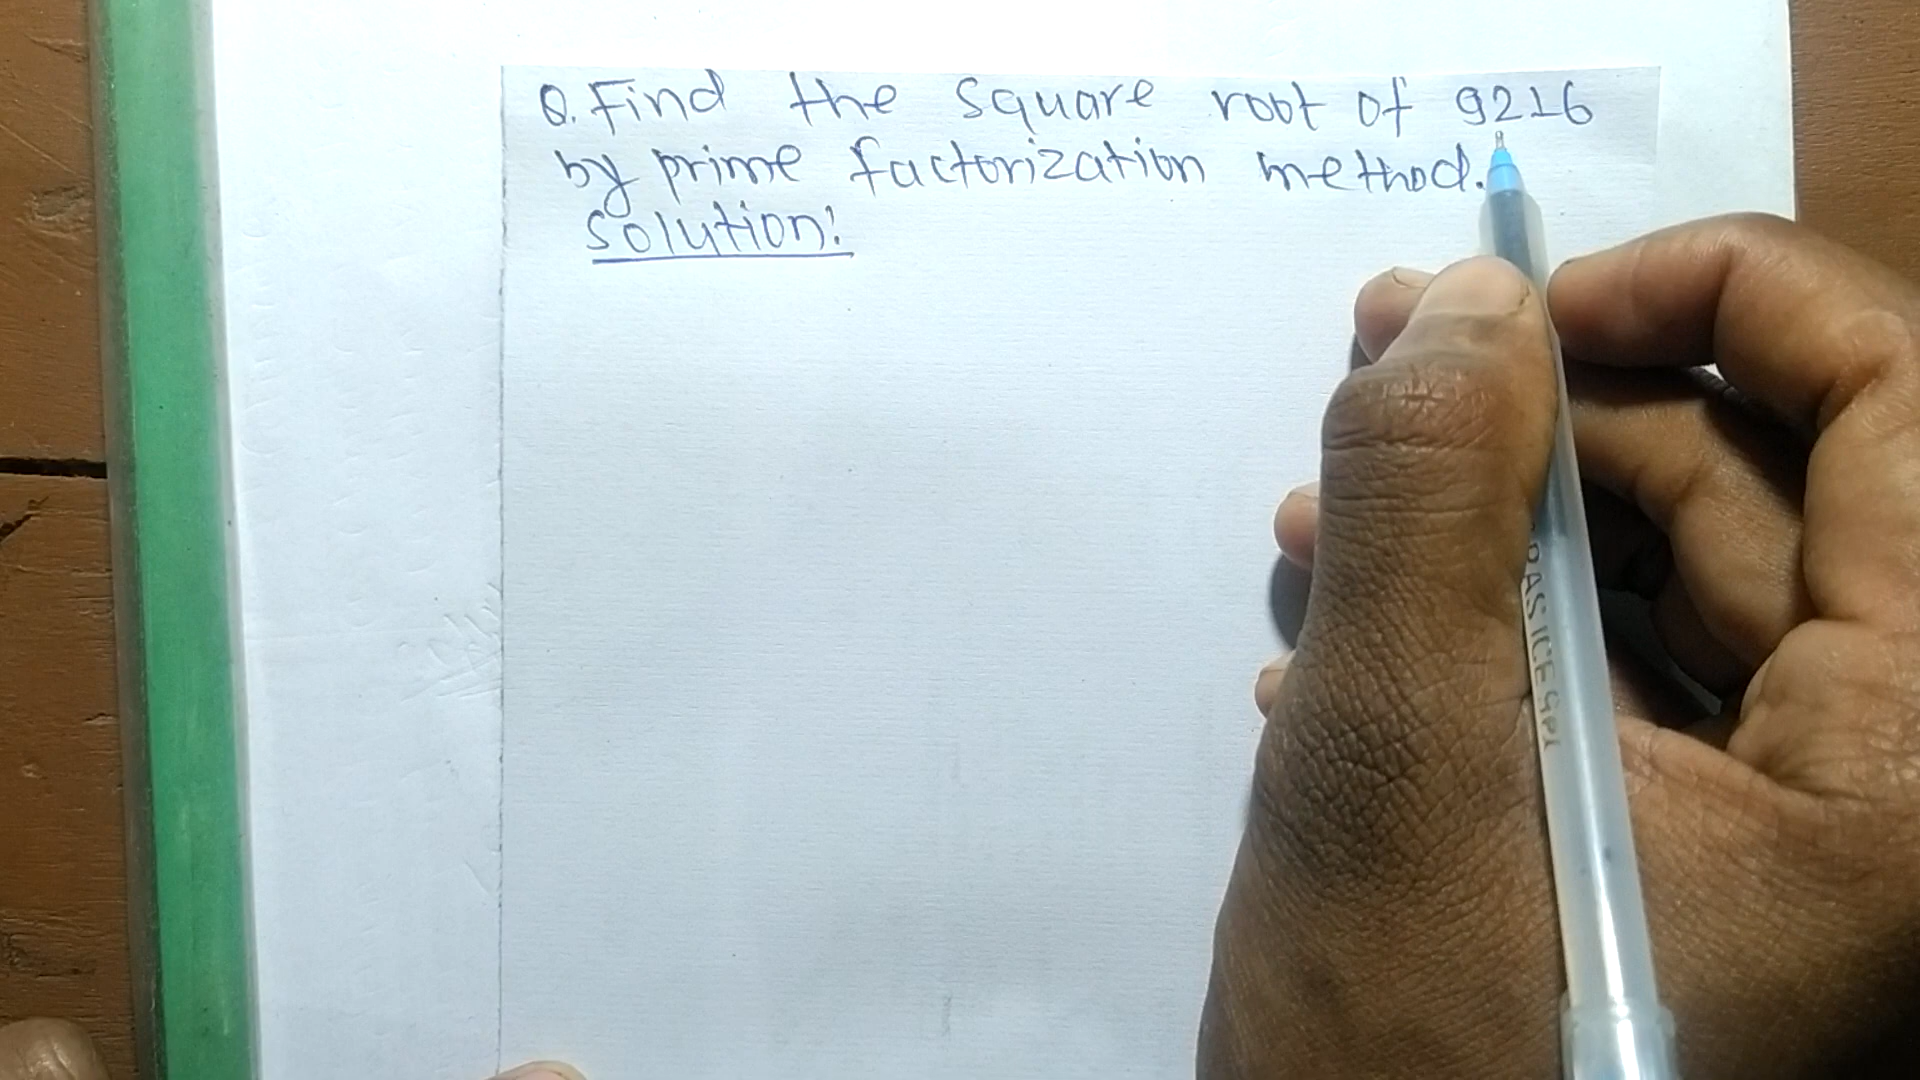 Q. Find the square root of 9216
by prime factorization method.
Solution: